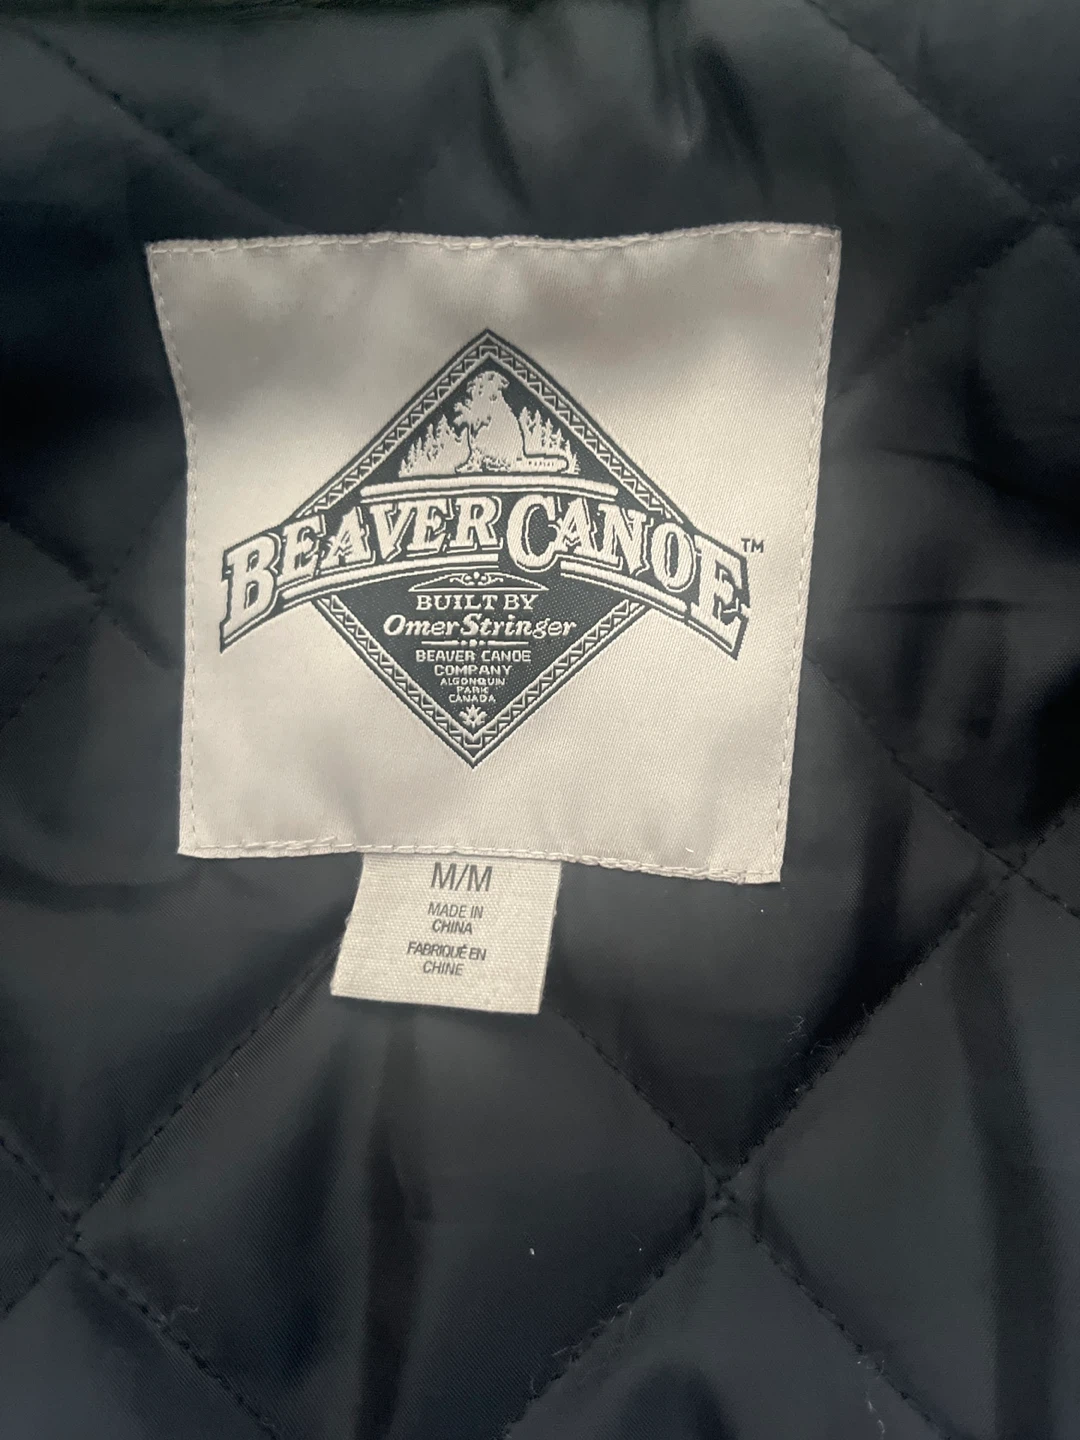 BEAVER CANOE™
BUILT BY
Omer Stringer
BEAVER CANOE
COMPANY
ALGONQUIN
PARK
CANADA
M/M
MADE IN
CHINA
FABRIQUÉ EN
CHINE